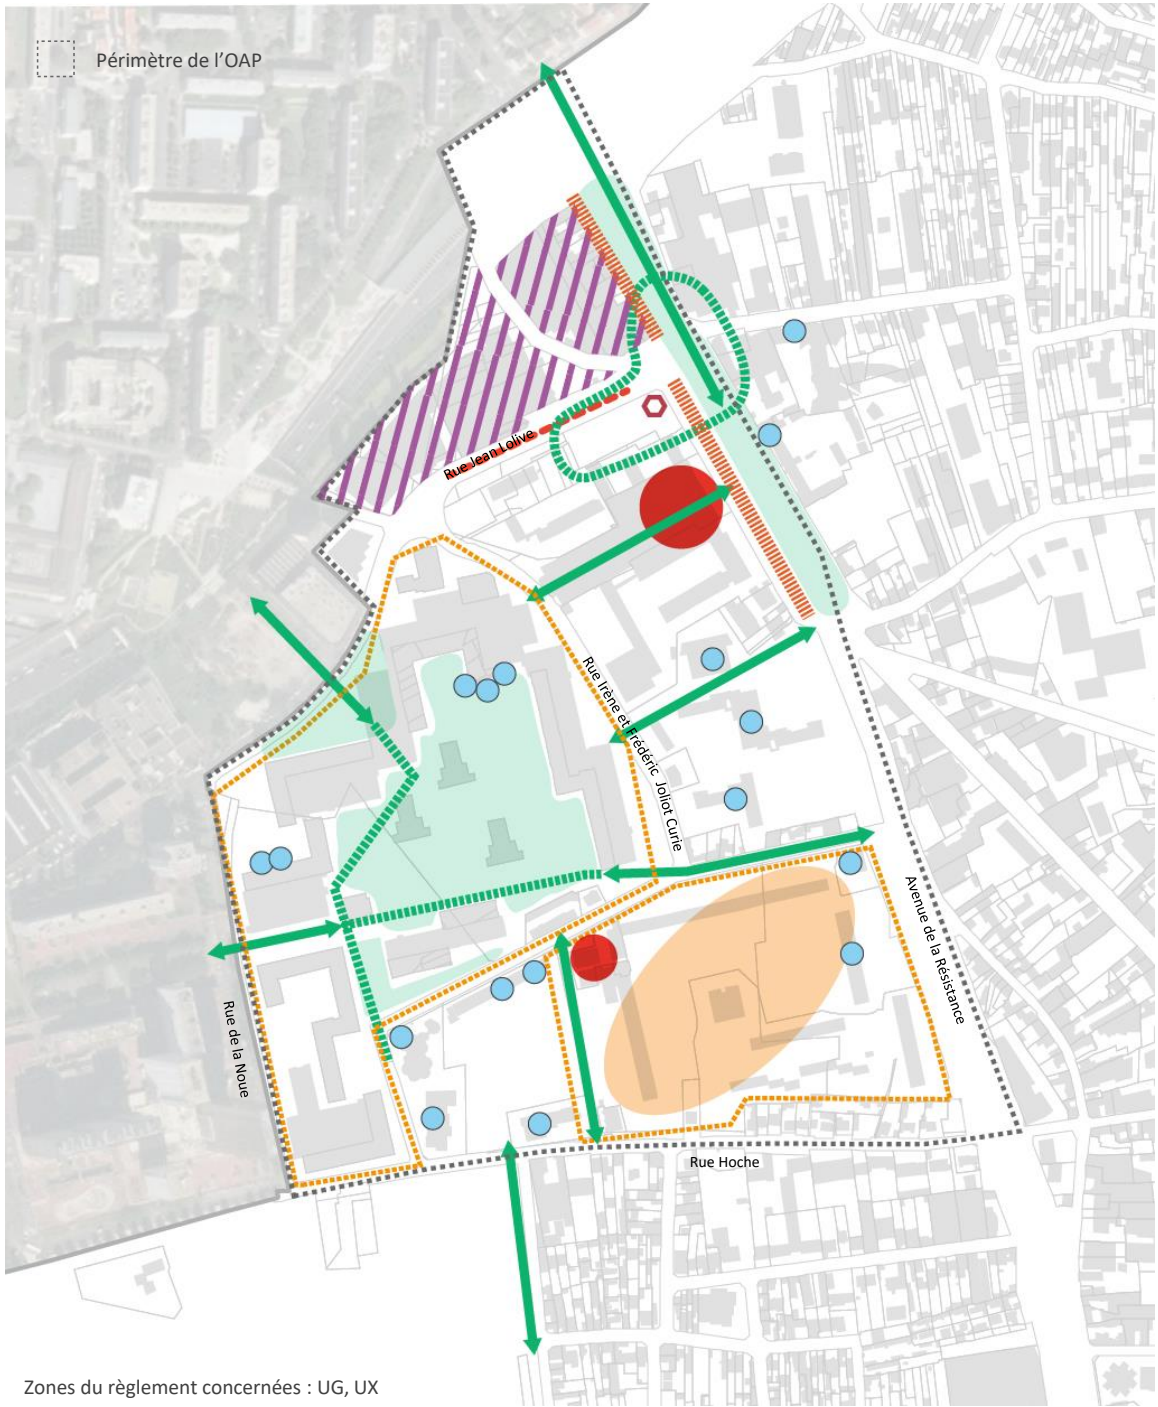 Périmètre de l’OAP
Rue Jean Lolive
Rue Irène et Frédéric Joliot Curie
Avenue de la Résistance
Rue de la Noue
Rue Hoche
Zones du règlement concernées : UG, UX